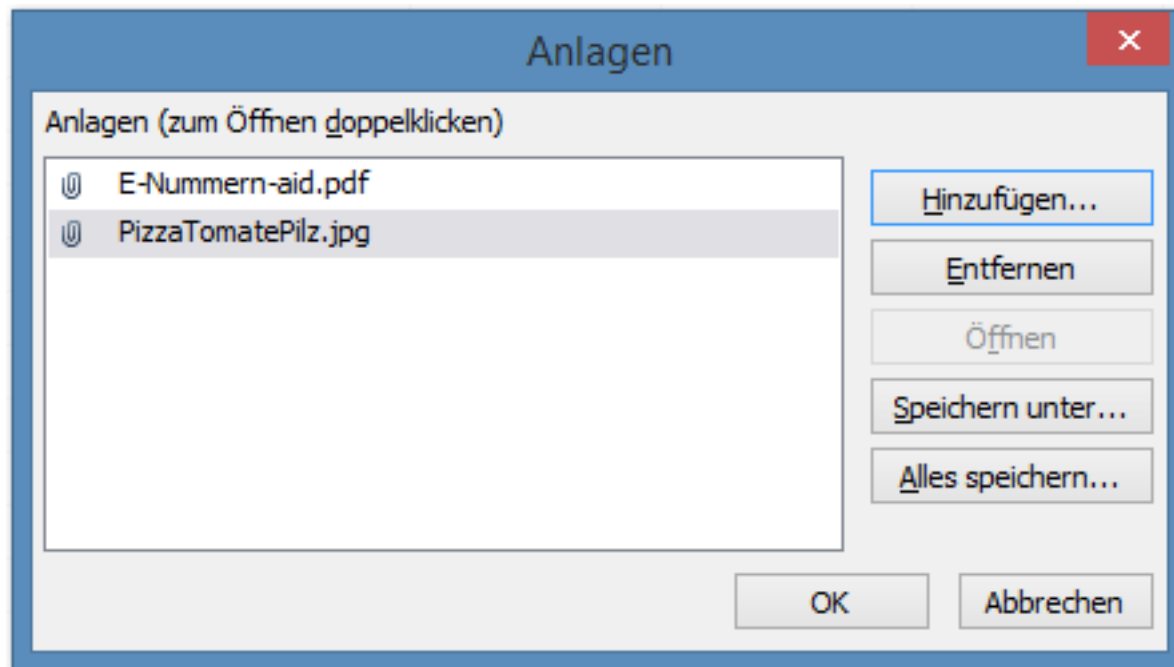 Anlagen
Anlagen (zum Öffnen doppelklicken)
E-Nummern-aid.pdf
PizzaTomatePilz.jpg
Hinzufügen...
Entfernen
Öffnen
Speichern unter...
Alles speichern...
OK
Abbrechen